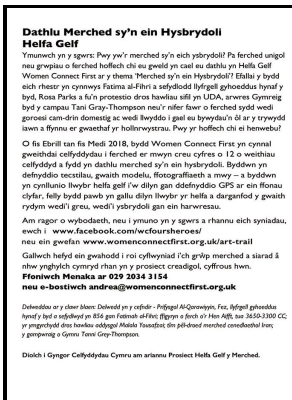 Dathlu Merched sy'n ein Hysbrydoli
Helfa Gelf
Ymunwch yn y sgwrs: Pwy yw'r merched sy'n eich ysbrydoli? Pa ferched unigol
neu grwpiau o ferched hoffech chi eu gweld yn cael eu dathlu yn Helfa Gelf
Women Connect First ar y thema 'Merched sy'n ein Hysbrydoli'? Efallai y bydd
eich rhestr yn cynnwys Fatima al-Fihri a sefydlodd llyfrgell gyhoeddus hynaf y
byd, Rosa Parks a fu'n protestio dros hawliau sifil yn UDA, arwres Gymreig
byd y campau Tani Gray-Thompson neu'r nifer fawr o ferched sydd wedi
goroesi cam-drin domestig ac wedi llwyddo i gael eu bywydau'n ôl ar y trywydd
iawn a ffynnu er gwaethaf yr hollrwystrau. Pwy yr hoffech chi ei henwebu?
O fis Ebrill tan fis Medi 2018, bydd Women Connect First yn cynnal
gweithdai celfyddydau i ferched er mwyn creu cyfres o 12 o weithiau
celfyddyd a fydd yn dathlu merched sy'n ein hysbrydoli. Byddwn yn
defnyddio tecstilau, gwaith modelu, ffotograffiaeth a mwy – a byddwn
yn cynllunio llwybr helfa gelf i'w dilyn gan ddefnyddio GPS ar ein ffonau
clyfar, felly bydd pawb yn gallu dilyn llwybr yr helfa a darganfod y gwaith
rydym wedi'i greu, wedi'i ysbrydoli gan ein harwresau.
Am ragor o wybodaeth, neu i ymuno yn y sgwrs a rhannu eich syniadau,
ewch i www.facebook.com/wcfoursheroes/
neu ein gwefan www.womenconnectfirst.org.uk/art-trail
Gallwch hefyd ein gwahodd i roi cyflwyniad i'ch grŵp merched a siarad â
nhw ynghylch cymryd rhan yn y prosiect creadigol, cyffrous hwn.
Ffoniwch Menaka ar 029 2034 3154
neu e-bostiwch andrea@womenconnectfirst.org.uk
Delweddau ar y clawr blaen: Delwedd yn y cefndir - Prifysgol Al-Qarawiyyin, Fez, llyfrgell gyhoeddus
hynaf y byd a sefydlwyd yn 856 gan Fatimah al-Fihri; ffigyryn o ferch o'r Hen Aifft, tua 3650-3300 CC;
yr ymgyrchydd dros hawliau addysgol Malala Yousafzai; tîm pêl-droed merched cenedlaethol Iran;
y gampwraig o Gymru Tanni Grey-Thompson.
Diolch i Gyngor Celfyddydau Cymru am ariannu Prosiect Helfa Gelf y Merched.